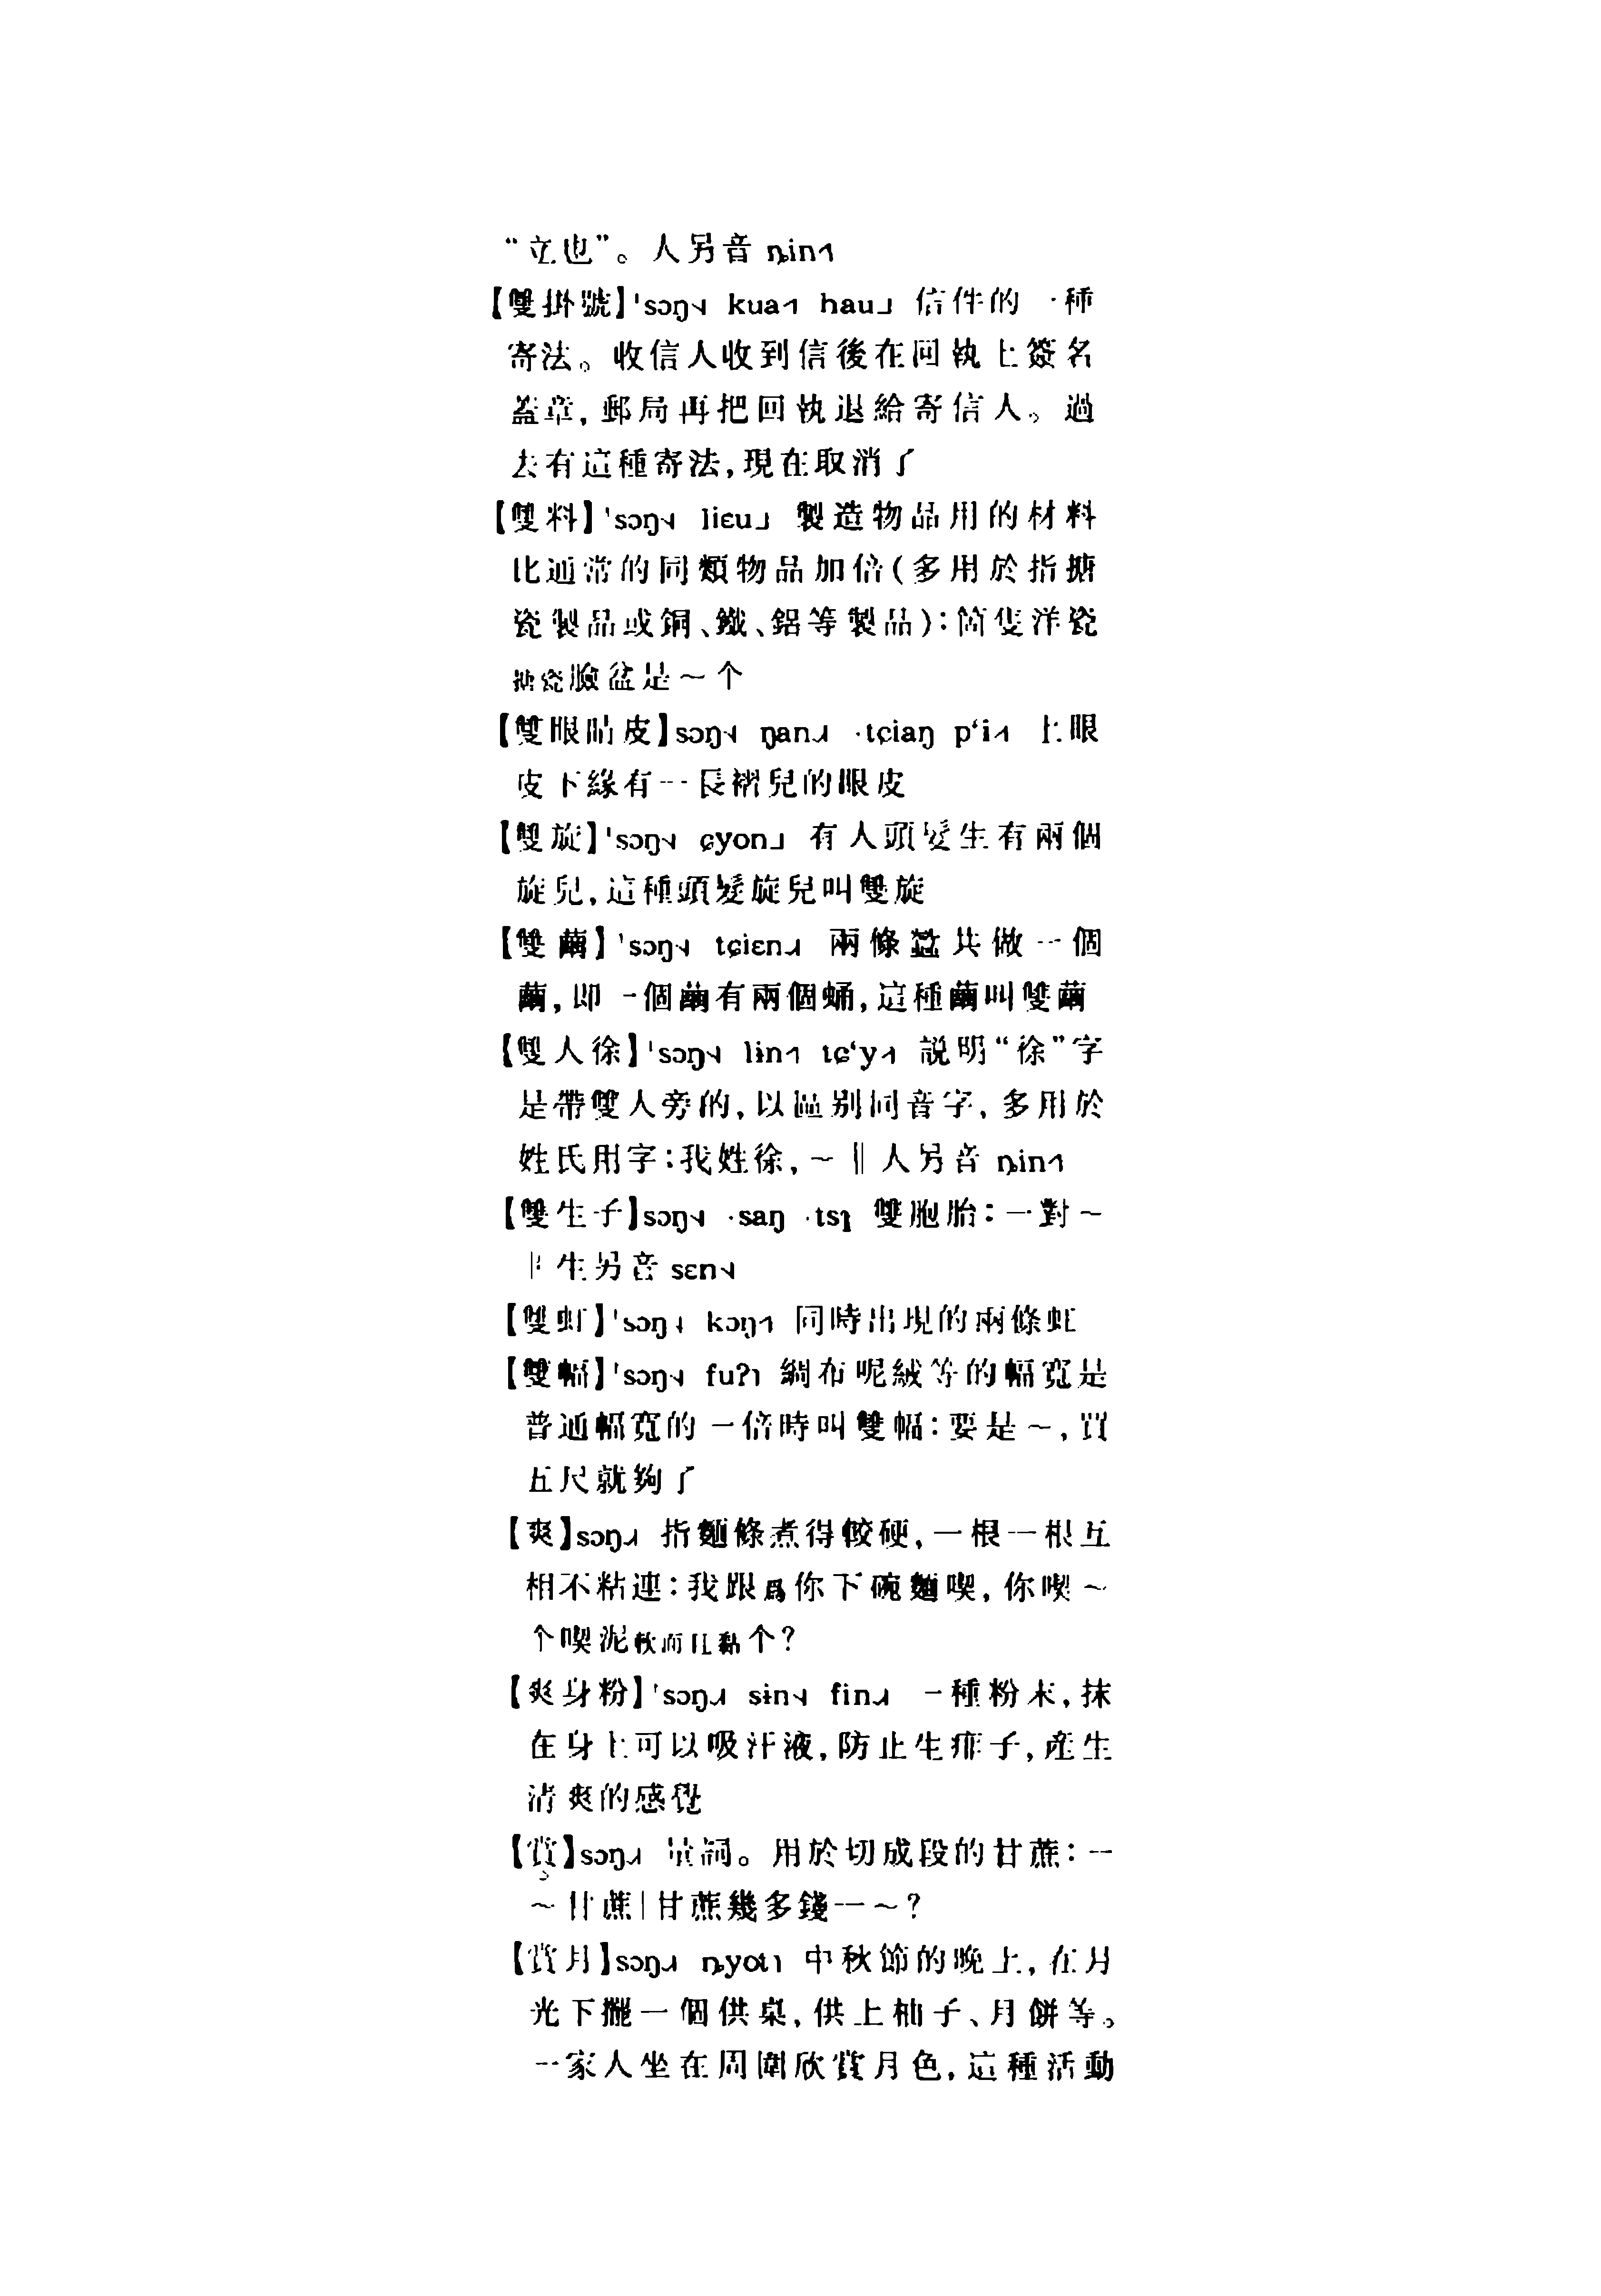 “立也”。人另音 ȵin˦
【雙掛號】'sɔŋ˧˨ kua˦ hau˩ 信件的一種
寄法。收信人收到信後在回執上簽名
蓋章，郵局再把回執退給寄信人。過
去有這種寄法，現在取消了
【雙料】'sɔŋ˧˨ liɛu˩ 製造物品用的材料
比通常的同類物品加倍(多用於指搪
瓷製品或銅、鐵、鋁等製品)：箇隻洋瓷
搪瓷臉盆是～个
【雙眼睛皮】sɔŋ˧˨ ŋan˨˩˧ ·tɕiaŋ pʻi˧˥ 上眼
皮下緣有一長褶兒的眼皮
【雙旋】'sɔŋ˧˨ ɕyon˩ 有人頭髮生有兩個
旋兒，這種頭髮旋兒叫雙旋
【雙繭】'sɔŋ˧˨ tɕiɛn˨˩˧ 兩條蠶共做一個
繭，即一個繭有兩個蛹，這種繭叫雙繭
【雙人徐】'sɔŋ˧˨ lɨn˦ tɕʻy˧˥ 説明“徐”字
是帶雙人旁的，以區别同音字，多用於
姓氏用字：我姓徐，～‖人另音 ȵin˦
【雙生子】sɔŋ˧˨ ·saŋ ·tsɿ 雙胞胎：一對～
‖生另音 sɛn˧˨
【雙虹】'sɔŋ˧˨ kɔŋ˦ 同時出現的兩條虹
【雙幅】'sɔŋ˧˨ fuʔ˥ 綢布呢絨等的幅寬是
普通幅寬的一倍時叫雙幅：要是～，買
五尺就夠了
【爽】sɔŋ˨˩˧ 指麵條煮得較硬，一根一根互
相不粘連：我跟爲你下碗麵喫，你喫～
个喫泥軟而且黏个？
【爽身粉】'sɔŋ˨˩˧ sɨn˧˨ fɨn˨˩˧ 一種粉末，抹
在身上可以吸汗液，防止生痱子，産生
清爽的感覺
【賞】sɔŋ˨˩˧ 量詞。用於切成段的甘蔗：一
～甘蔗|甘蔗幾多錢一～？
【賞月】sɔŋ˨˩˧ ȵyɵt˥ 中秋節的晚上，在月
光下擺一個供桌，供上柚子、月餅等。
一家人坐在周圍欣賞月色，這種活動